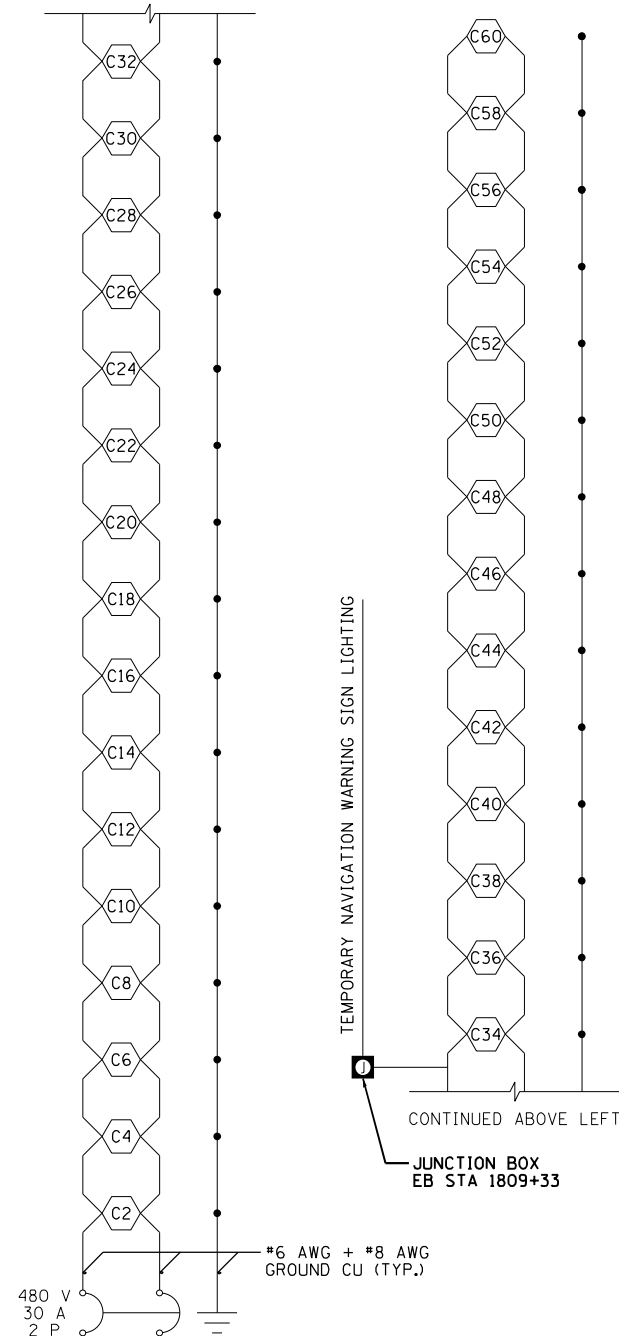 C32
C30
C28
C26
C24
C22
C20
C18
C16
C14
C12
C10
C8
C6
C4
C2
#6 AWG + #8 AWG
GROUND CU (TYP.)
480 V
30 A
2 P
C60
C58
C56
C54
C52
C50
C48
C46
C44
C42
C40
C38
C36
C34
TEMPORARY NAVIGATION WARNING SIGN LIGHTING
J
CONTINUED ABOVE LEFT
JUNCTION BOX
EB STA 1809+33